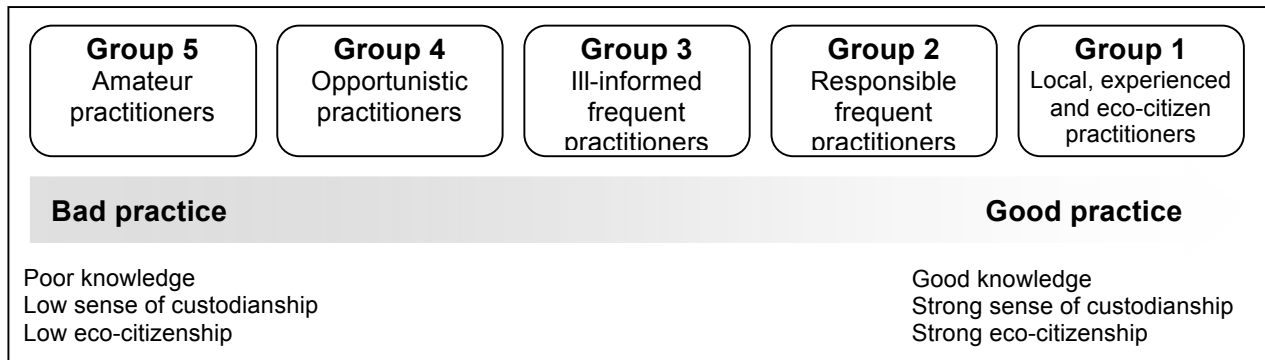 Group 5
Amateur
practitioners
Group 4
Opportunistic
practitioners
Group 3
Ill-informed
frequent
practitioners
Group 2
Responsible
frequent
practitioners
Group 1
Local, experienced
and eco-citizen
practitioners
Bad practice
Good practice
Poor knowledge
Low sense of custodianship
Low eco-citizenship
Good knowledge
Strong sense of custodianship
Strong eco-citizenship